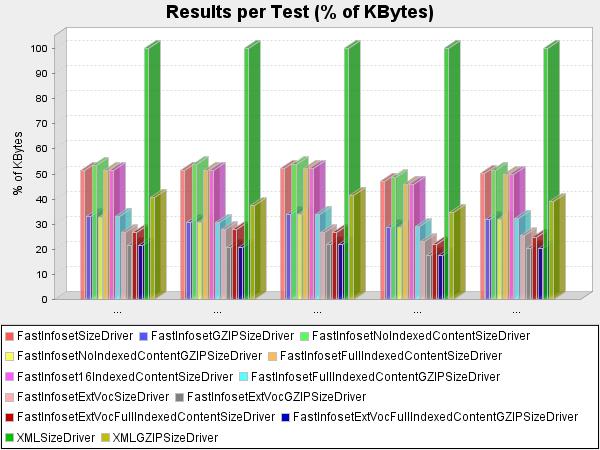 Results per Test (% of KBytes)
100
90
80
70
60
50
40
30
20
10
0
% of KBytes
... ... ... ... ...
FastInfosetSizeDriver FastInfosetGZIPSizeDriver FastInfosetNoIndexedContentSizeDriver
FastInfosetNoIndexedContentGZIPSizeDriver FastInfosetFullIndexedContentSizeDriver
FastInfoset16IndexedContentSizeDriver FastInfosetFullIndexedContentGZIPSizeDriver
FastInfosetExtVocSizeDriver FastInfosetExtVocGZIPSizeDriver
FastInfosetExtVocFullIndexedContentSizeDriver FastInfosetExtVocFullIndexedContentGZIPSizeDriver
XMLSizeDriver XMLGZIPSizeDriver